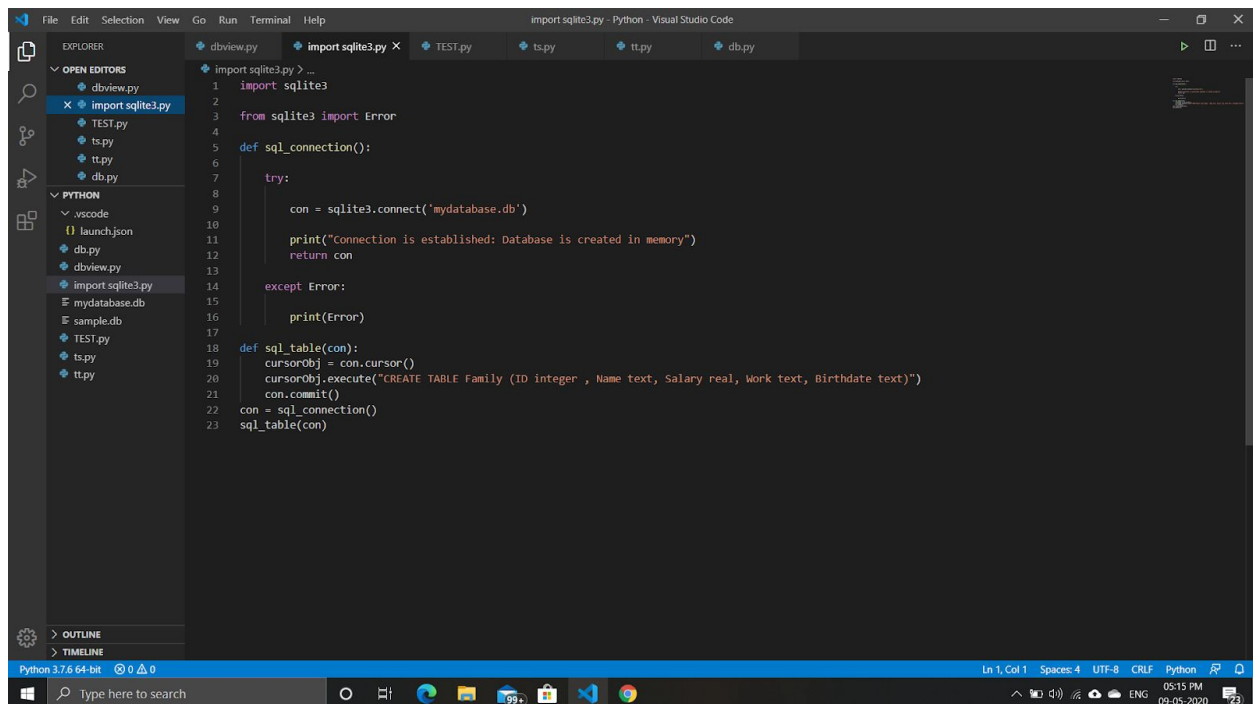 File Edit Selection View Go Run Terminal Help
import sqlite3.py - Python - Visual Studio Code
EXPLORER
dbview.py import sqlite3.py TEST.py ts.py tt.py db.py
OPEN EDITORS
dbview.py
import sqlite3.py
TEST.py
ts.py
tt.py
db.py
PYTHON
.vscode
{} launch.json
db.py
dbview.py
import sqlite3.py
mydatabase.db
sample.db
TEST.py
ts.py
tt.py
OUTLINE
TIMELINE
import sqlite3.py > ...
1 import sqlite3
2
3 from sqlite3 import Error
4
5 def sql_connection():
6
7 try:
8
9 con = sqlite3.connect('mydatabase.db')
10
11 print("Connection is established: Database is created in memory")
12 return con
13
14 except Error:
15
16 print(Error)
17
18 def sql_table(con):
19 cursorObj = con.cursor()
20 cursorObj.execute("CREATE TABLE Family (ID integer , Name text, Salary real, Work text, Birthdate text)")
21 con.commit()
22 con = sql_connection()
23 sql_table(con)
Python 3.7.6 64-bit 0 0
Ln 1, Col 1 Spaces: 4 UTF-8 CRLF Python
Type here to search
99+
ENG
05:15 PM
09-05-2020
23